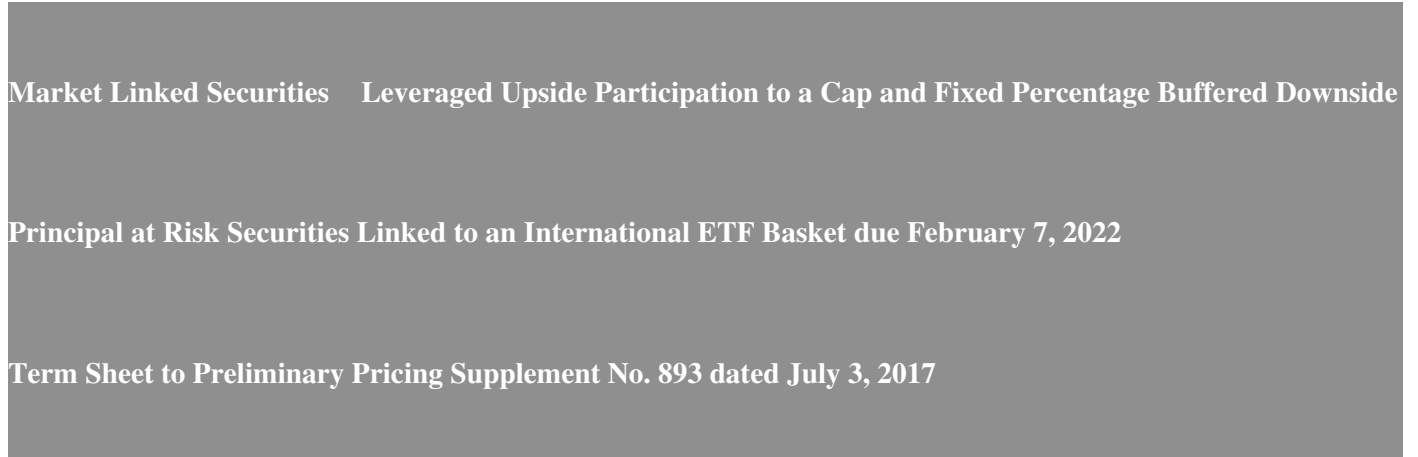 Market Linked Securities Leveraged Upside Participation to a Cap and Fixed Percentage Buffered Downside
Principal at Risk Securities Linked to an International ETF Basket due February 7, 2022
Term Sheet to Preliminary Pricing Supplement No. 893 dated July 3, 2017